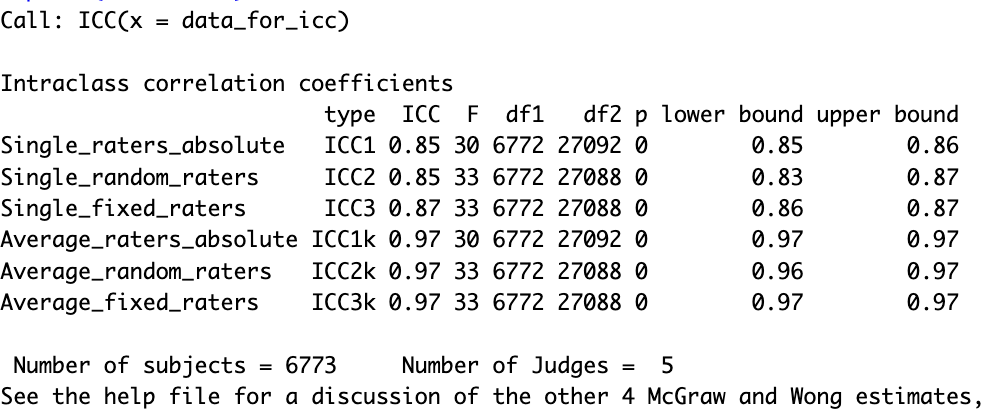 Call: ICC(x = data_for_icc)
Intraclass correlation coefficients
type ICC F df1 df2 p lower bound upper bound
Single_raters_absolute ICC1 0.85 30 6772 27092 0 0.85 0.86
Single_random_raters ICC2 0.85 33 6772 27088 0 0.83 0.87
Single_fixed_raters ICC3 0.87 33 6772 27088 0 0.86 0.87
Average_raters_absolute ICC1k 0.97 30 6772 27092 0 0.97 0.97
Average_random_raters ICC2k 0.97 33 6772 27088 0 0.96 0.97
Average_fixed_raters ICC3k 0.97 33 6772 27088 0 0.97 0.97
Number of subjects = 6773 Number of Judges = 5
See the help file for a discussion of the other 4 McGraw and Wong estimates,